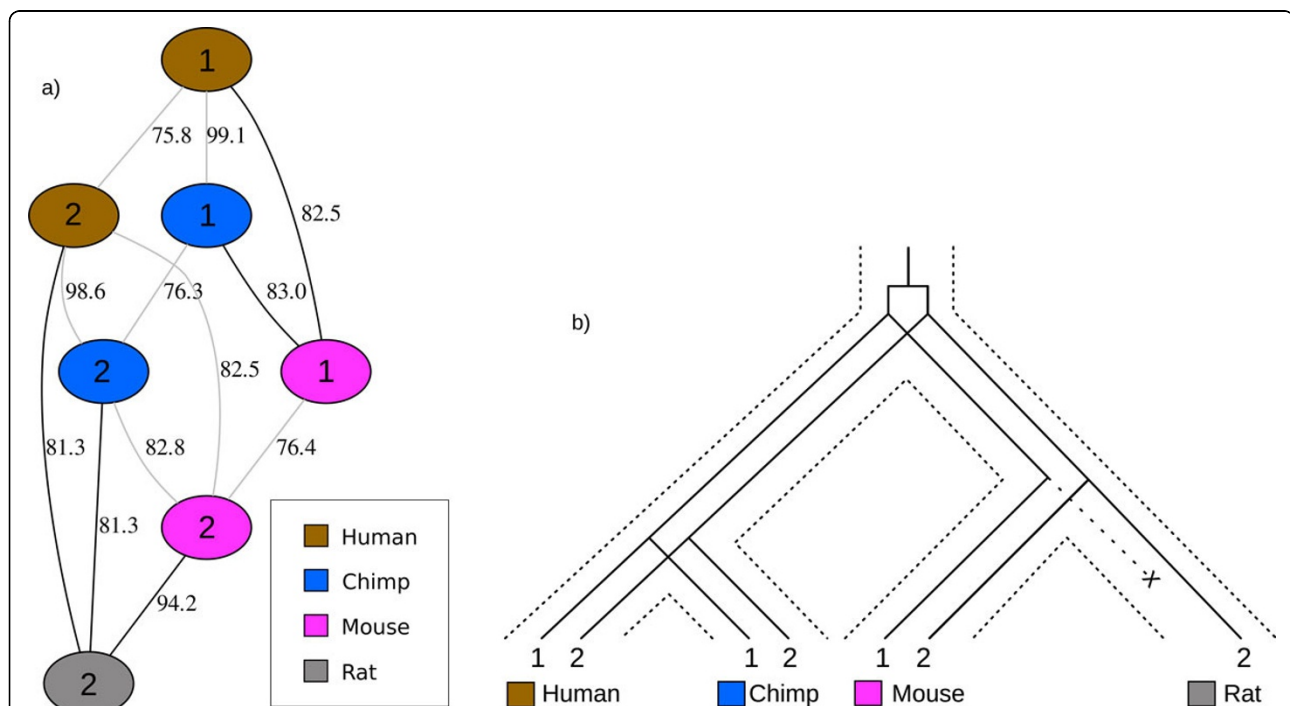 a)
1
75.8 99.1
2 1 82.5
98.6 76.3 83.0
2 82.5 1
81.3 82.8 76.4
81.3 2
94.2
2
Human
Chimp
Mouse
Rat
b)
x
1 2 1 2 1 2 2
Human Chimp Mouse Rat